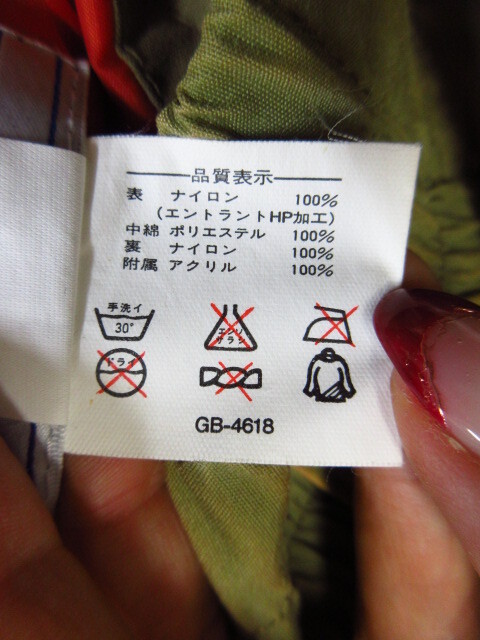 品質表示
表 ナイロン 100%
(エントラントHP加工)
中綿 ポリエステル 100%
裏 ナイロン 100%
附属 アクリル 100%
手洗イ
30°
エンソ
サラシ
ドライ
GB-4618